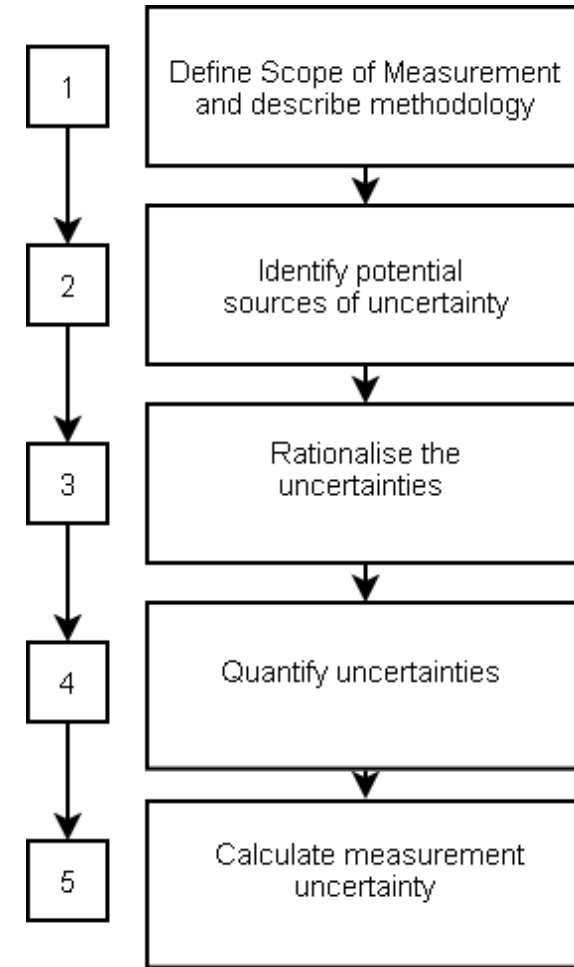 1
Define Scope of Measurement
and describe methodology
2
Identify potential
sources of uncertainty
3
Rationalise the
uncertainties
4
Quantify uncertainties
5
Calculate measurement
uncertainty